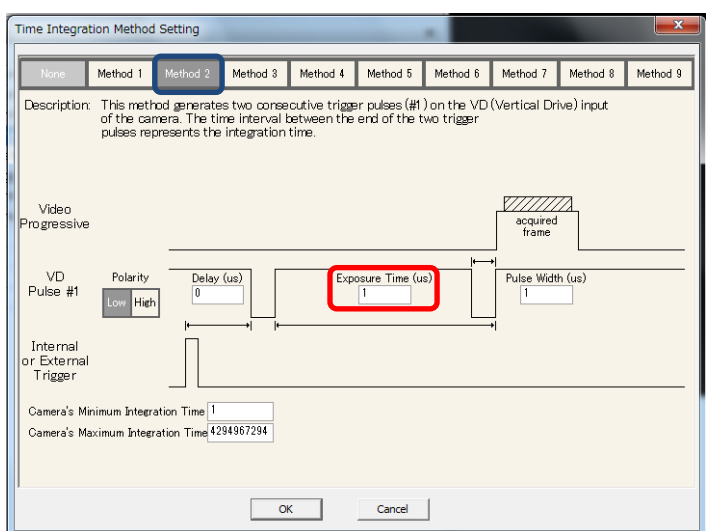 Time Integration Method Setting
None Method 1 Method 2 Method 3 Method 4 Method 5 Method 6 Method 7 Method 8 Method 9
Description: This method generates two consecutive trigger pulses (#1) on the VD (Vertical Drive) input
of the camera. The time interval between the end of the two trigger
pulses represents the integration time.
Video
Progressive
acquired
frame
VD
Pulse #1
Polarity
Low High
Delay (us)
0
Exposure Time (us)
1
Pulse Width (us)
1
Internal
or External
Trigger
Camera's Minimum Integration Time 1
Camera's Maximum Integration Time 4294967294
OK Cancel